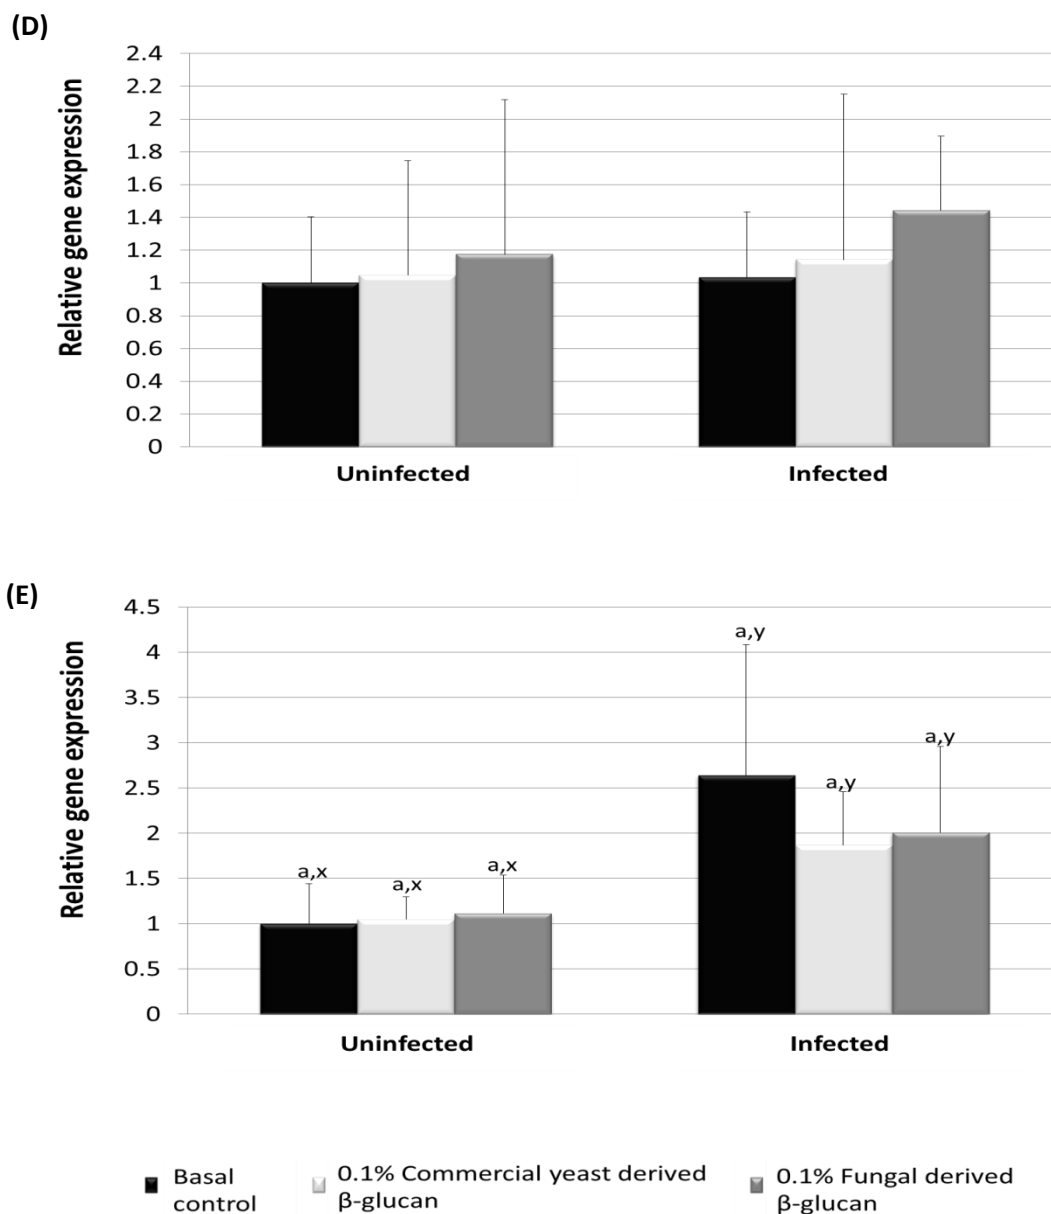 (D)
Relative gene expression
2.4
2.2
2
1.8
1.6
1.4
1.2
1
0.8
0.6
0.4
0.2
0
Uninfected Infected
(E)
Relative gene expression
4.5
4
3.5
3
2.5
2
1.5
1
0.5
0
a,x a,x a,x a,y a,y a,y
Uninfected Infected
Basal
control
0.1% Commercial yeast derived
β-glucan
0.1% Fungal derived
β-glucan